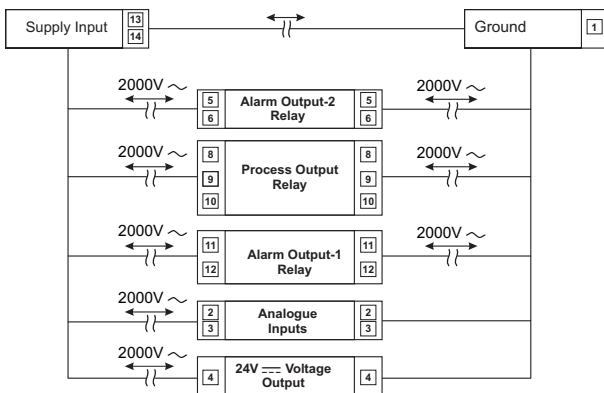 Supply Input
13
14
Ground
1
2000V ∼
5
6
Alarm Output-2
Relay
5
6
2000V ∼
2000V ∼
8
9
10
Process Output
Relay
8
9
10
2000V ∼
2000V ∼
11
12
Alarm Output-1
Relay
11
12
2000V ∼
2000V ∼
2
3
Analogue
Inputs
2
3
2000V ∼
4
24V ⎓ Voltage
Output
4